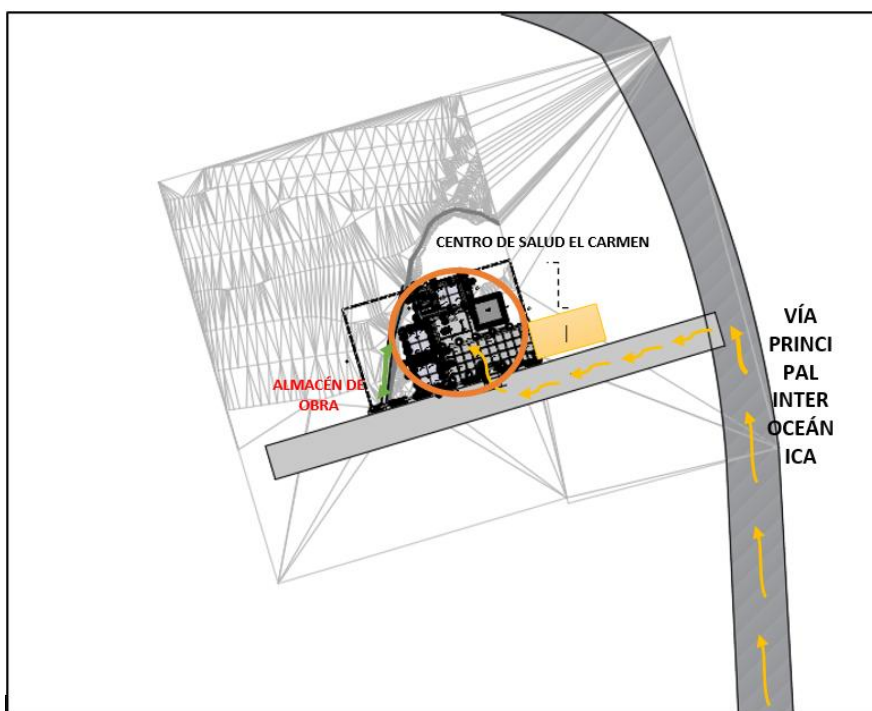 CENTRO DE SALUD EL CARMEN
ALMACÉN DE
OBRA
VÍA
PRINCI
PAL
INTER
OCEÁN
ICA